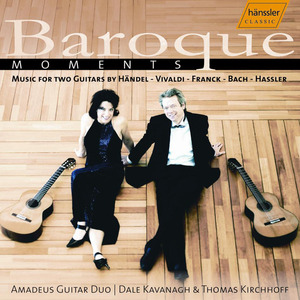 hänssler
CLASSIC
Baroque
MOMENTS
MUSIC FOR TWO GUITARS BY HÄNDEL - VIVALDI - FRANCK - BACH - HASSLER
AMADEUS GUITAR DUO | DALE KAVANAGH & THOMAS KIRCHHOFF